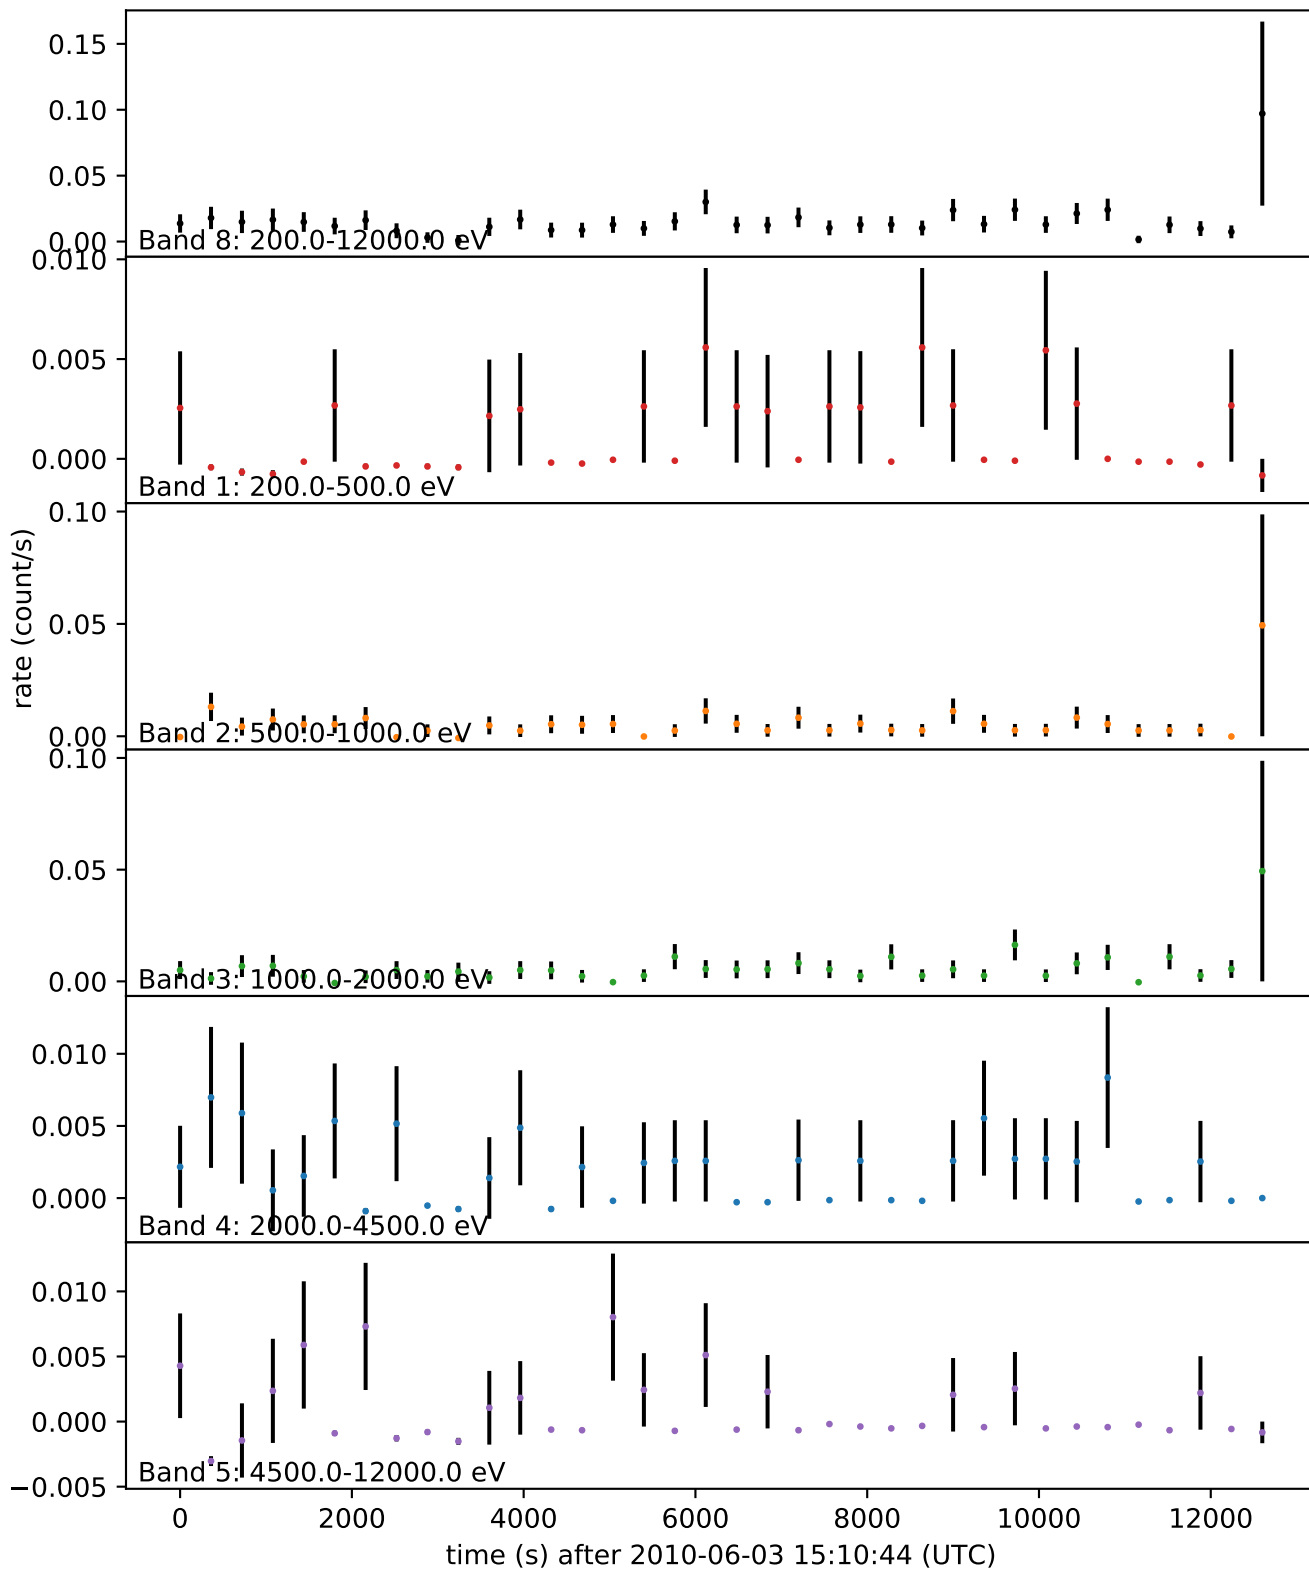 0.15
0.10
0.05
0.00
Band 8: 200.0-12000.0 eV
0.010
0.005
0.000
Band 1: 200.0-500.0 eV
0.10
0.05
0.00
Band 2: 500.0-1000.0 eV
rate (count/s)
0.10
0.05
0.00
Band 3: 1000.0-2000.0 eV
0.010
0.005
0.000
Band 4: 2000.0-4500.0 eV
0.010
0.005
0.000
−0.005
Band 5: 4500.0-12000.0 eV
0 2000 4000 6000 8000 10000 12000
time (s) after 2010-06-03 15:10:44 (UTC)